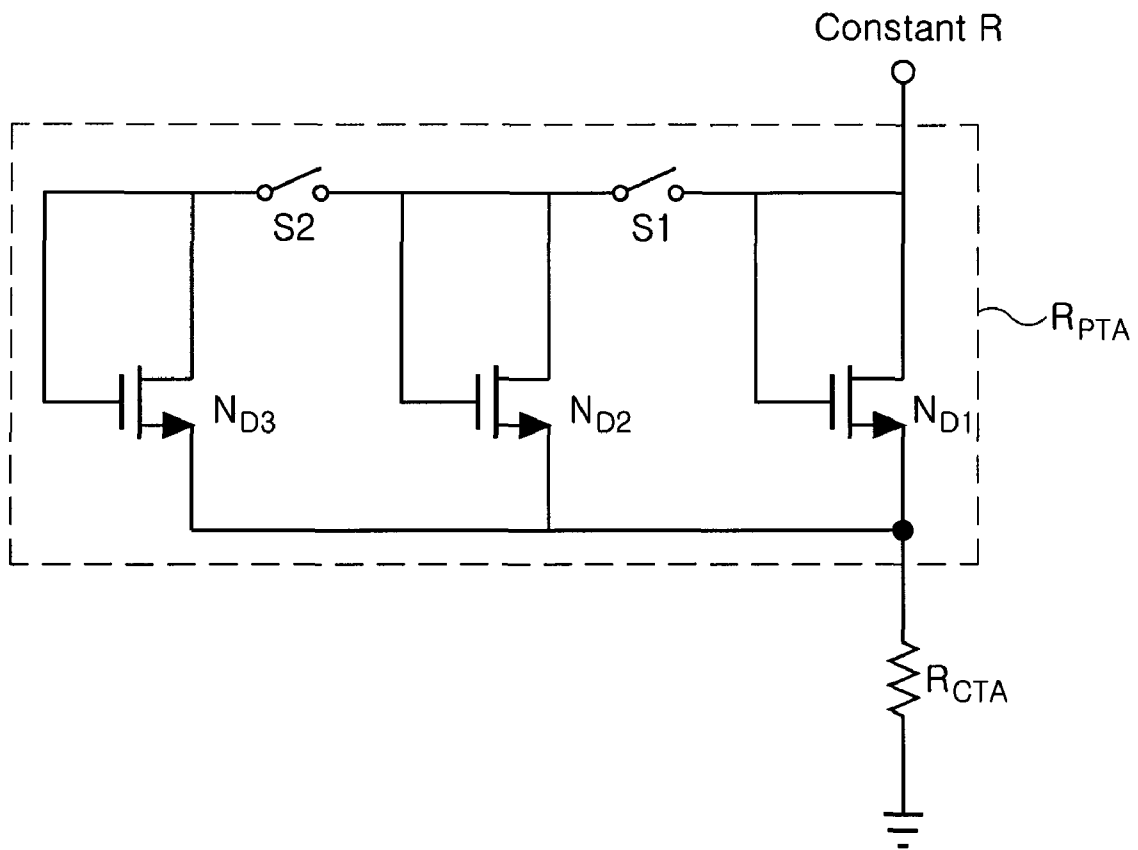 Constant R
S2
S1
R_PTA
N_D3
N_D2
N_D1
R_CTA